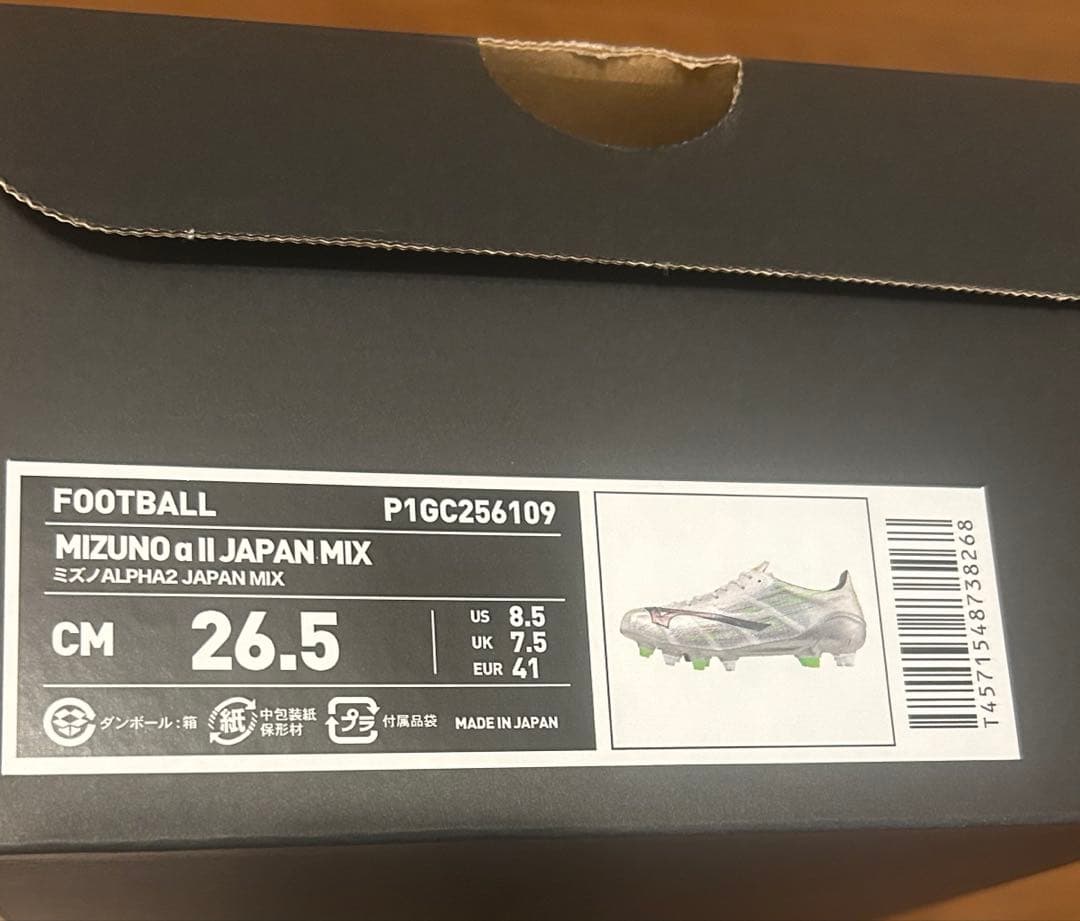 FOOTBALL P1GC256109
MIZUNO α II JAPAN MIX
ミズノALPHA2 JAPAN MIX
CM 26.5
US 8.5
UK 7.5
EUR 41
ダンボール:箱
紙 中包装紙
保形材
プラ 付属品袋
MADE IN JAPAN
T4571548738268